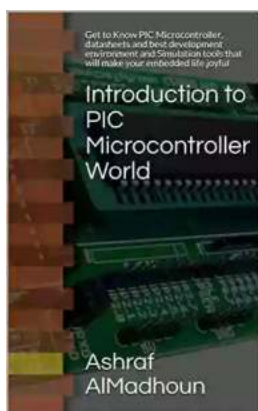 Get to Know PIC Microcontroller,
datasheets and best development
environment and Simulation tools that
will make your embedded life joyful
Introduction to
PIC
Microcontroller
World
Ashraf
AlMadhoun